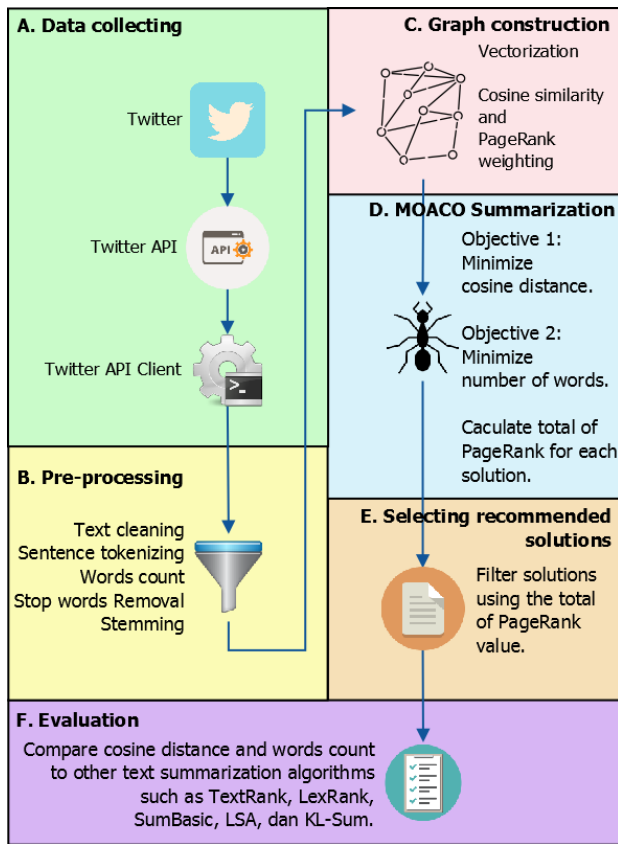 A. Data collecting
Twitter
Twitter API
API
Twitter API Client
>_
B. Pre-processing
Text cleaning
Sentence tokenizing
Words count
Stop words Removal
Stemming
C. Graph construction
Vectorization
Cosine similarity
and
PageRank
weighting
D. MOACO Summarization
Objective 1:
Minimize
cosine distance.
Objective 2:
Minimize
number of words.
Caculate total of
PageRank for each
solution.
E. Selecting recommended
solutions
Filter solutions
using the total
of PageRank
value.
F. Evaluation
Compare cosine distance and words count
to other text summarization algorithms
such as TextRank, LexRank,
SumBasic, LSA, dan KL-Sum.